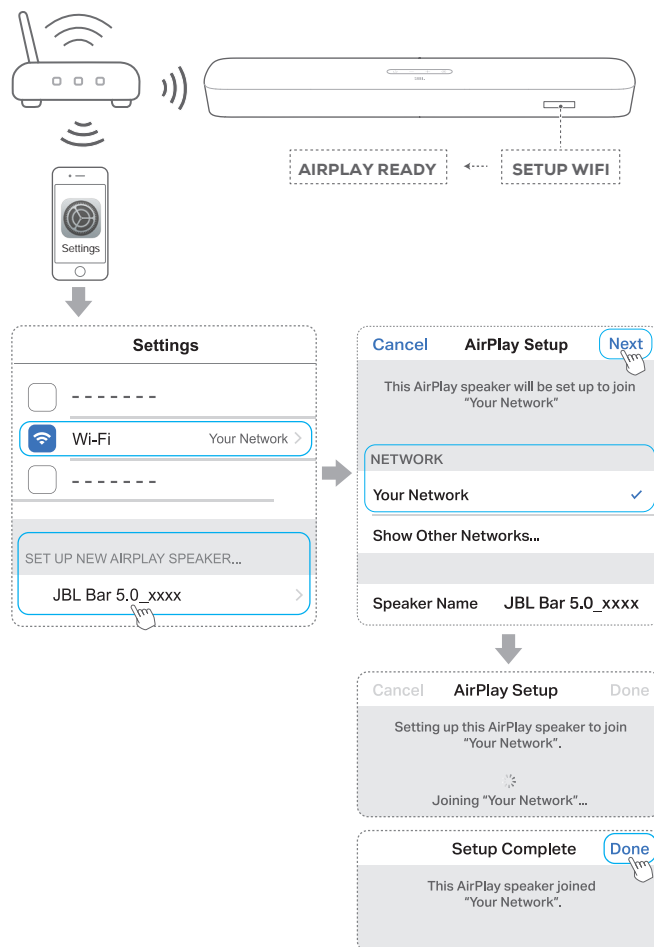 AIRPLAY READY
SETUP WIFI
Settings
Settings
Wi-Fi
Your Network
SET UP NEW AIRPLAY SPEAKER...
JBL Bar 5.0_xxxx
Cancel
AirPlay Setup
Next
This AirPlay speaker will be set up to join
“Your Network”
NETWORK
Your Network
Show Other Networks...
Speaker Name
JBL Bar 5.0_xxxx
Cancel
AirPlay Setup
Done
Setting up this AirPlay speaker to join
“Your Network”.
Joining “Your Network”...
Setup Complete
Done
This AirPlay speaker joined
“Your Network”.